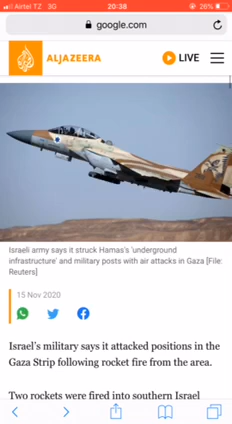 Airtel TZ 3G 20:38 26%
google.com
ALJAZEERA LIVE
Israeli army says it struck Hamas's 'underground
infrastructure' and military posts with air attacks in Gaza [File:
Reuters]
15 Nov 2020
Israel's military says it attacked positions in the
Gaza Strip following rocket fire from the area.
Two rockets were fired into southern Israel